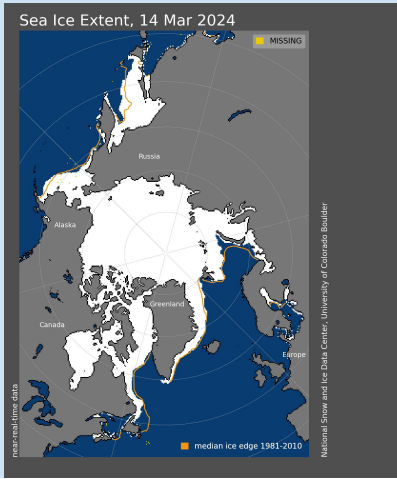 Sea Ice Extent, 14 Mar 2024
MISSING
Russia
Alaska
Greenland
Canada
Europe
near-real-time data
median ice edge 1981-2010
National Snow and Ice Data Center, University of Colorado Boulder